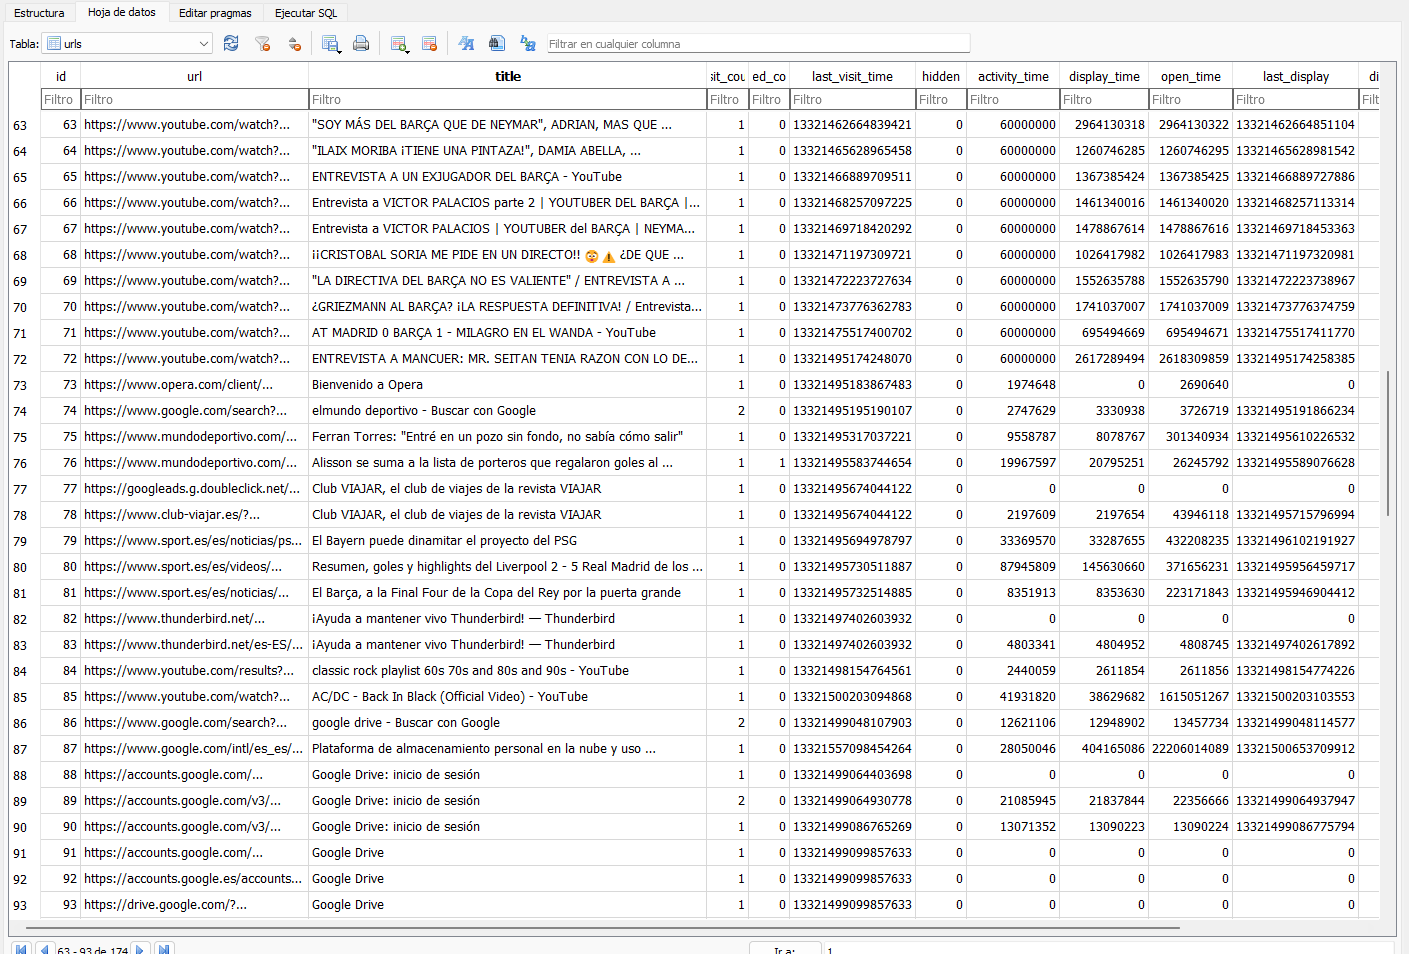 Estructura Hoja de datos Editar pragmas Ejecutar SQL
Tabla: urls Filtrar en cualquier columna
id url title sit_cou ed_co last_visit_time hidden activity_time display_time open_time last_display di
Filtro Filtro Filtro Filtro Filtro Filtro Filtro Filtro Filtro Filtro Filtro Filt
63 63 https://www.youtube.com/watch?... "SOY MÁS DEL BARÇA QUE DE NEYMAR", ADRIAN, MAS QUE ... 1 0 13321462664839421 0 60000000 2964130318 2964130322 13321462664851104
64 64 https://www.youtube.com/watch?... "ILAIX MORIBA ¡TIENE UNA PINTAZA!", DAMIA ABELLA, ... 1 0 13321465628965458 0 60000000 1260746285 1260746295 13321465628981542
65 65 https://www.youtube.com/watch?... ENTREVISTA A UN EXJUGADOR DEL BARÇA - YouTube 1 0 13321466889709511 0 60000000 1367385424 1367385425 13321466889727886
66 66 https://www.youtube.com/watch?... Entrevista a VICTOR PALACIOS parte 2 | YOUTUBER DEL BARÇA |... 1 0 13321468257097225 0 60000000 1461340016 1461340020 13321468257113314
67 67 https://www.youtube.com/watch?... Entrevista a VICTOR PALACIOS | YOUTUBER del BARÇA | NEYMA... 1 0 13321469718420292 0 60000000 1478867614 1478867616 13321469718453363
68 68 https://www.youtube.com/watch?... ¡¡CRISTOBAL SORIA ME PIDE EN UN DIRECTO!! 😳 ⚠️ ¿DE QUE ... 1 0 13321471197309721 0 60000000 1026417982 1026417983 13321471197320981
69 69 https://www.youtube.com/watch?... "LA DIRECTIVA DEL BARÇA NO ES VALIENTE" / ENTREVISTA A ... 1 0 13321472223727634 0 60000000 1552635788 1552635790 13321472223738967
70 70 https://www.youtube.com/watch?... ¿GRIEZMANN AL BARÇA? ¡LA RESPUESTA DEFINITIVA! / Entrevista... 1 0 13321473776362783 0 60000000 1741037007 1741037009 13321473776374759
71 71 https://www.youtube.com/watch?... AT MADRID 0 BARÇA 1 - MILAGRO EN EL WANDA - YouTube 1 0 13321475517400702 0 60000000 695494669 695494671 13321475517411770
72 72 https://www.youtube.com/watch?... ENTREVISTA A MANCUER: MR. SEITAN TENIA RAZON CON LO DE... 1 0 13321495174248070 0 60000000 2617289494 2618309859 13321495174258385
73 73 https://www.opera.com/client/... Bienvenido a Opera 1 0 13321495183867483 0 1974648 0 2690640 0
74 74 https://www.google.com/search?... elmundo deportivo - Buscar con Google 2 0 13321495195190107 0 2747629 3330938 3726719 13321495191866234
75 75 https://www.mundodeportivo.com/... Ferran Torres: "Entré en un pozo sin fondo, no sabía cómo salir" 1 0 13321495317037221 0 9558787 8078767 301340934 13321495610226532
76 76 https://www.mundodeportivo.com/... Alisson se suma a la lista de porteros que regalaron goles al ... 1 1 13321495583744654 0 19967597 20795251 26245792 13321495589076628
77 77 https://googleads.g.doubleclick.net/... Club VIAJAR, el club de viajes de la revista VIAJAR 1 0 13321495674044122 0 0 0 0 0
78 78 https://www.club-viajar.es/?... Club VIAJAR, el club de viajes de la revista VIAJAR 1 0 13321495674044122 0 2197609 2197654 43946118 13321495715796994
79 79 https://www.sport.es/es/noticias/ps... El Bayern puede dinamitar el proyecto del PSG 1 0 13321495694978797 0 33369570 33287655 432208235 13321496102191927
80 80 https://www.sport.es/es/videos/... Resumen, goles y highlights del Liverpool 2 - 5 Real Madrid de los ... 1 0 13321495730511887 0 87945809 145630660 371656231 13321495956459717
81 81 https://www.sport.es/es/noticias/... El Barça, a la Final Four de la Copa del Rey por la puerta grande 1 0 13321495732514885 0 8351913 8353630 223171843 13321495946904412
82 82 https://www.thunderbird.net/... ¡Ayuda a mantener vivo Thunderbird! — Thunderbird 1 0 13321497402603932 0 0 0 0 0
83 83 https://www.thunderbird.net/es-ES/... ¡Ayuda a mantener vivo Thunderbird! — Thunderbird 1 0 13321497402603932 0 4803341 4804952 4808745 13321497402617892
84 84 https://www.youtube.com/results?... classic rock playlist 60s 70s and 80s and 90s - YouTube 1 0 13321498154764561 0 2440059 2611854 2611856 13321498154774226
85 85 https://www.youtube.com/watch?... AC/DC - Back In Black (Official Video) - YouTube 1 0 13321500203094868 0 41931820 38629682 1615051267 13321500203103553
86 86 https://www.google.com/search?... google drive - Buscar con Google 2 0 13321499048107903 0 12621106 12948902 13457734 13321499048114577
87 87 https://www.google.com/intl/es_es/... Plataforma de almacenamiento personal en la nube y uso ... 1 0 13321557098454264 0 28050046 404165086 22206014089 13321500653709912
88 88 https://accounts.google.com/... Google Drive: inicio de sesión 1 0 13321499064403698 0 0 0 0 0
89 89 https://accounts.google.com/v3/... Google Drive: inicio de sesión 2 0 13321499064930778 0 21085945 21837844 22356666 13321499064937947
90 90 https://accounts.google.com/v3/... Google Drive: inicio de sesión 1 0 13321499086765269 0 13071352 13090223 13090224 13321499086775794
91 91 https://accounts.google.com/... Google Drive 1 0 13321499099857633 0 0 0 0 0
92 92 https://accounts.google.es/accounts... Google Drive 1 0 13321499099857633 0 0 0 0 0
93 93 https://drive.google.com/?... Google Drive 1 0 13321499099857633 0 0 0 0 0
63 - 93 de 174 Ir a: 1